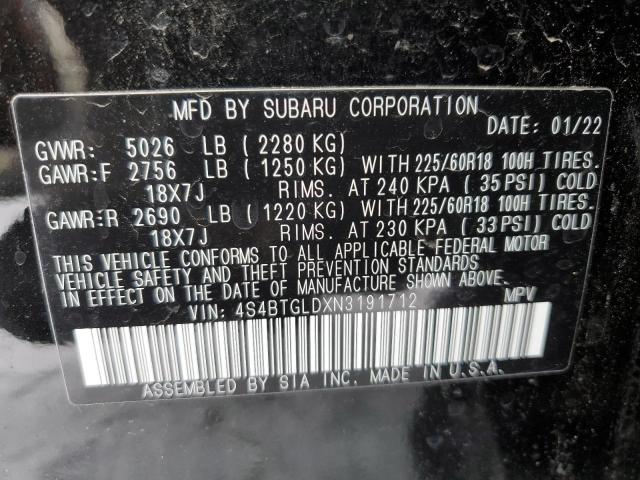 MFD BY SUBARU CORPORATION
DATE: 01/22
GVWR: 5026 LB ( 2280 KG)
GAWR:F 2756 LB ( 1250 KG) WITH 225/60R18 100H TIRES.
18X7J RIMS. AT 240 KPA ( 35 PSI) COLD
GAWR:R 2690 LB ( 1220 KG) WITH 225/60R18 100H TIRES.
18X7J RIMS. AT 230 KPA ( 33 PSI) COLD
THIS VEHICLE CONFORMS TO ALL APPLICABLE FEDERAL MOTOR
VEHICLE SAFETY AND THEFT PREVENTION STANDARDS IN
EFFECT ON THE DATE OF MANUFACTURE SHOWN ABOVE.
VIN: 4S4BTGLDXN3191712 MPV
ASSEMBLED BY SIA INC. MADE IN U.S.A.